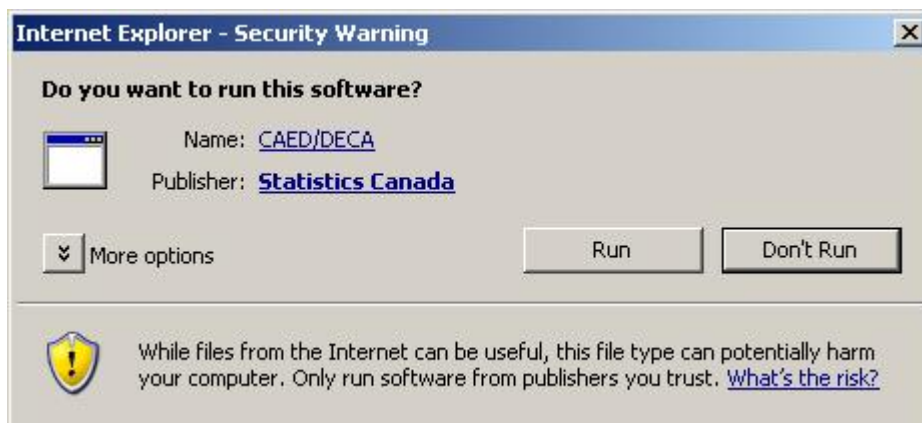 Internet Explorer - Security Warning
Do you want to run this software?
Name: CAED/DECA
Publisher: Statistics Canada
More options
Run
Don't Run
While files from the Internet can be useful, this file type can potentially harm
your computer. Only run software from publishers you trust. What's the risk?